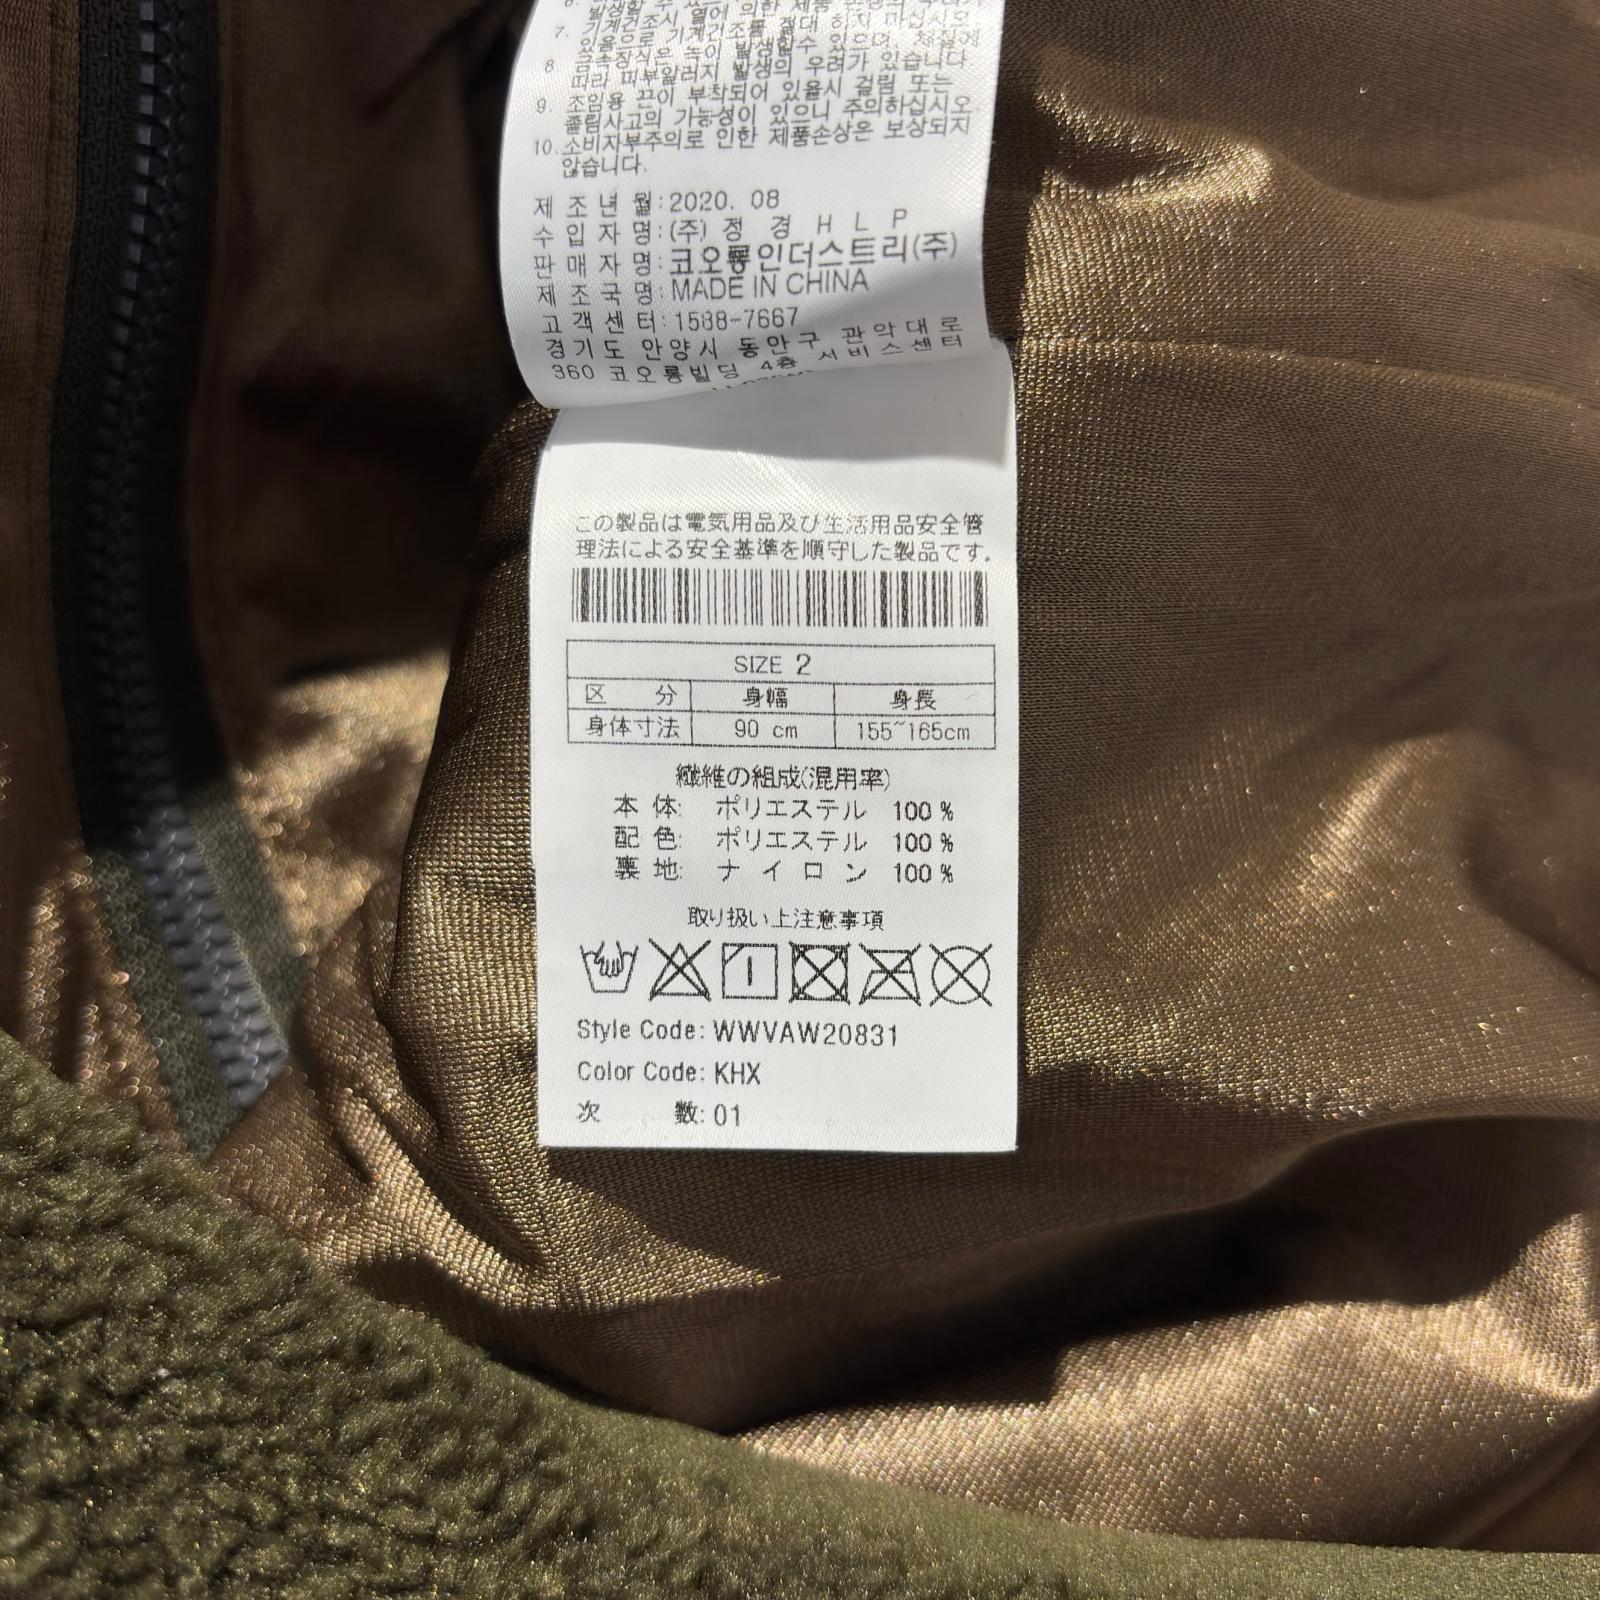 7. 기계건조시 열에 의한 제품
있음으로 기계건조를 절대 하지 마십시오.
8 금속장식은 녹이 발생할수 있으며, 체질에
따라 피부알러지 발생의 우려가 있습니다.
9. 조임용 끈이 부착되어 있을시 걸림 또는
졸림사고의 가능성이 있으니 주의하십시오
10. 소비자부주의로 인한 제품손상은 보상되지
않습니다.
제 조 년 월: 2020. 08
수 입 자 명: (주) 정 경 H L P
판 매 자 명: 코오롱인더스트리(주)
제 조 국 명: MADE IN CHINA
고 객 센 터: 1588-7667
경기도 안양시 동안구 관악대로
360 코오롱빌딩 4층 서비스센터
この製品は電気用品及び生活用品安全管
理法による安全基準を順守した製品です.
SIZE 2
区 分 身幅 身長
身体寸法 90 cm 155~165cm
繊維の組成(混用率)
本 体: ポリエステル 100 %
配 色: ポリエステル 100 %
裏 地: ナ イ ロ ン 100 %
取り扱い上注意事項
Style Code: WWVAW20831
Color Code: KHX
次 数: 01